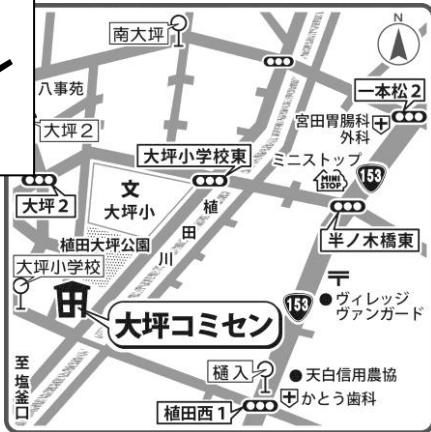 南大坪
N
八事苑
一本松2
宮田胃腸科
外科
大坪2
大坪小学校東
ミニストップ
MINI
STOP
153
大坪2
文
大坪小
植田川
半ノ木橋東
植田大坪公園
大坪小学校
〒
153
ヴィレッジ
ヴァンガード
大坪コミセン
至塩釜口
樋入
天白信用農協
かとう歯科
植田西1